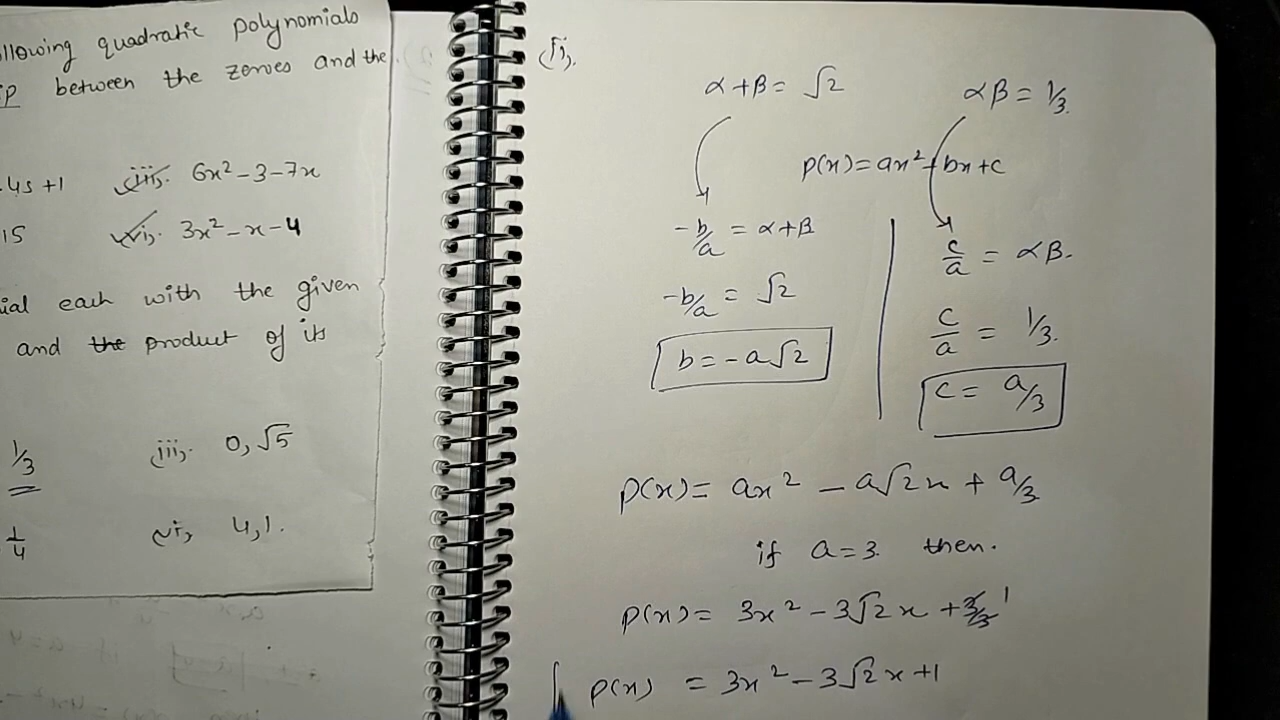 quadratic polynomials
between the zeroes and the
4s+1 iii, 6x²-3-7x
15 vi, 3x²-x-4
each with the given
and the product of its
1/3 iii, 0, √5
1/4 vi, 4,1.
ii,
α+β = √2 αβ = 1/3.
p(x) = ax²+bx+c
-b/a = α+β
c/a = αβ.
-b/a = √2
c/a = 1/3.
b = -a√2
c = a/3
p(x) = ax² - a√2x + a/3
if a=3. then.
p(x) = 3x² - 3√2x + 3/3 1
p(x) = 3x² - 3√2x+1